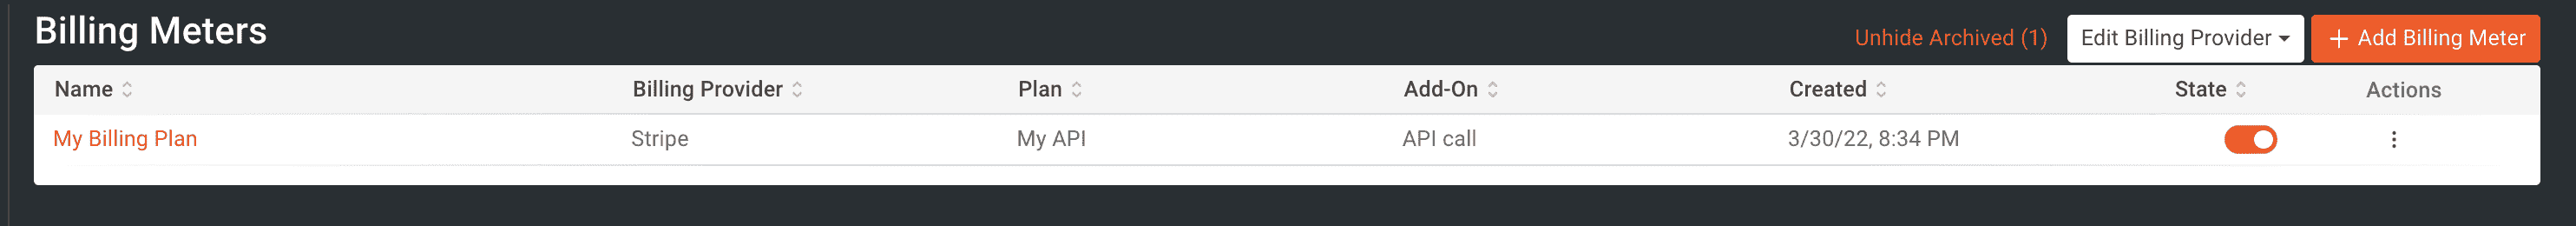 Billing Meters
Unhide Archived (1) Edit Billing Provider + Add Billing Meter
Name Billing Provider Plan Add-On Created State Actions
My Billing Plan Stripe My API API call 3/30/22, 8:34 PM